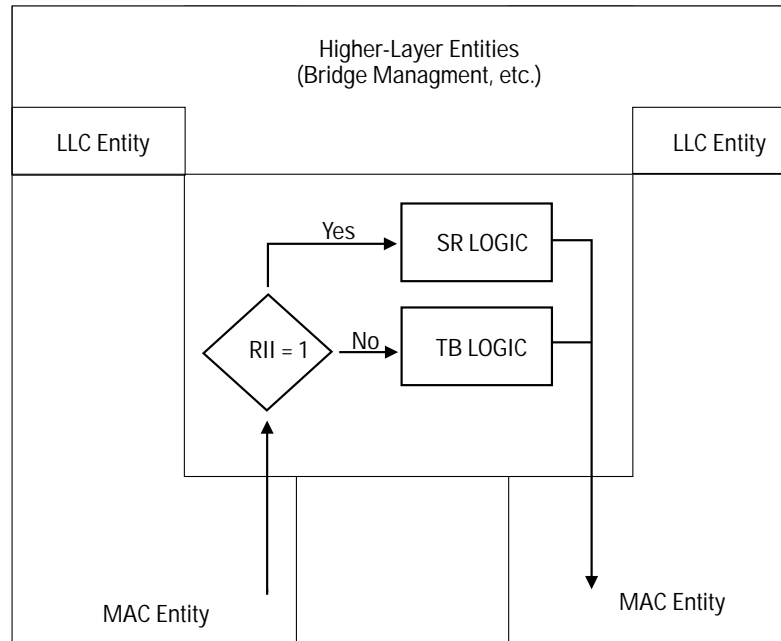 Higher-Layer Entities
(Bridge Managment, etc.)
LLC Entity
LLC Entity
Yes
SR LOGIC
RII = 1
No
TB LOGIC
MAC Entity
MAC Entity